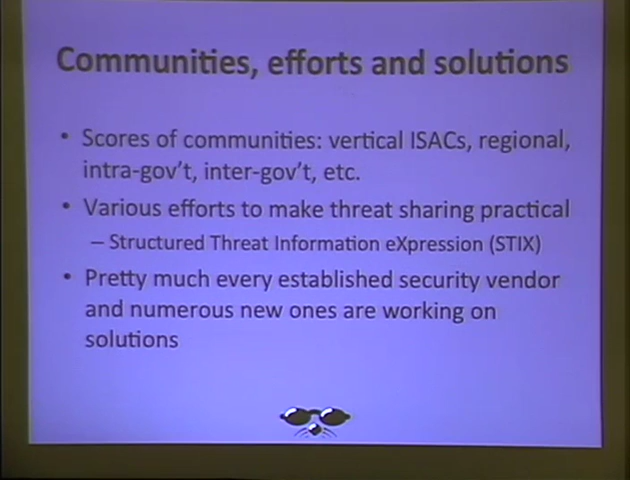 Communities, efforts and solutions
• Scores of communities: vertical ISACs, regional,
intra-gov't, inter-gov't, etc.
• Various efforts to make threat sharing practical
– Structured Threat Information eXpression (STIX)
• Pretty much every established security vendor
and numerous new ones are working on
solutions